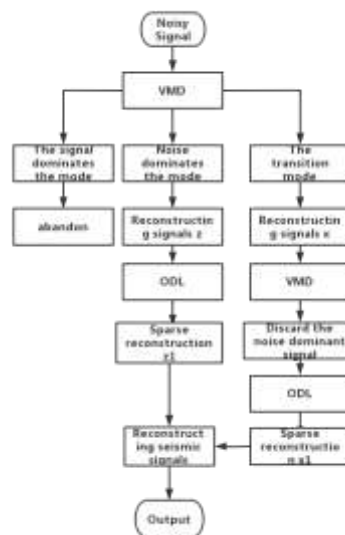 Noisy
Signal
VMD
The signal
dominates
the mode
Noise
dominates
the mode
The
transition
mode
abandon
Reconstructin
g signals z
Reconstructin
g signals x
ODL
VMD
Sparse
reconstruction
z1
Discard the
noise dominant
signal
ODL
Reconstruct
ing seismic
signals
Sparse
reconstructio
n x1
Output